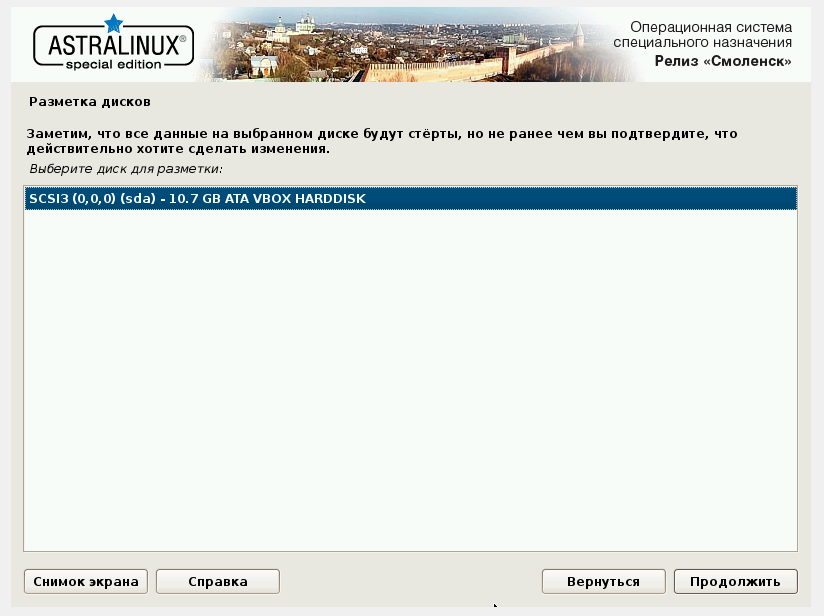 ASTRALINUX®
special edition
Операционная система
специального назначения
Релиз «Смоленск»
Разметка дисков
Заметим, что все данные на выбранном диске будут стёрты, но не ранее чем вы подтвердите, что
действительно хотите сделать изменения.
Выберите диск для разметки:
SCSI3 (0,0,0) (sda) - 10.7 GB ATA VBOX HARDDISK
Снимок экрана
Справка
Вернуться
Продолжить